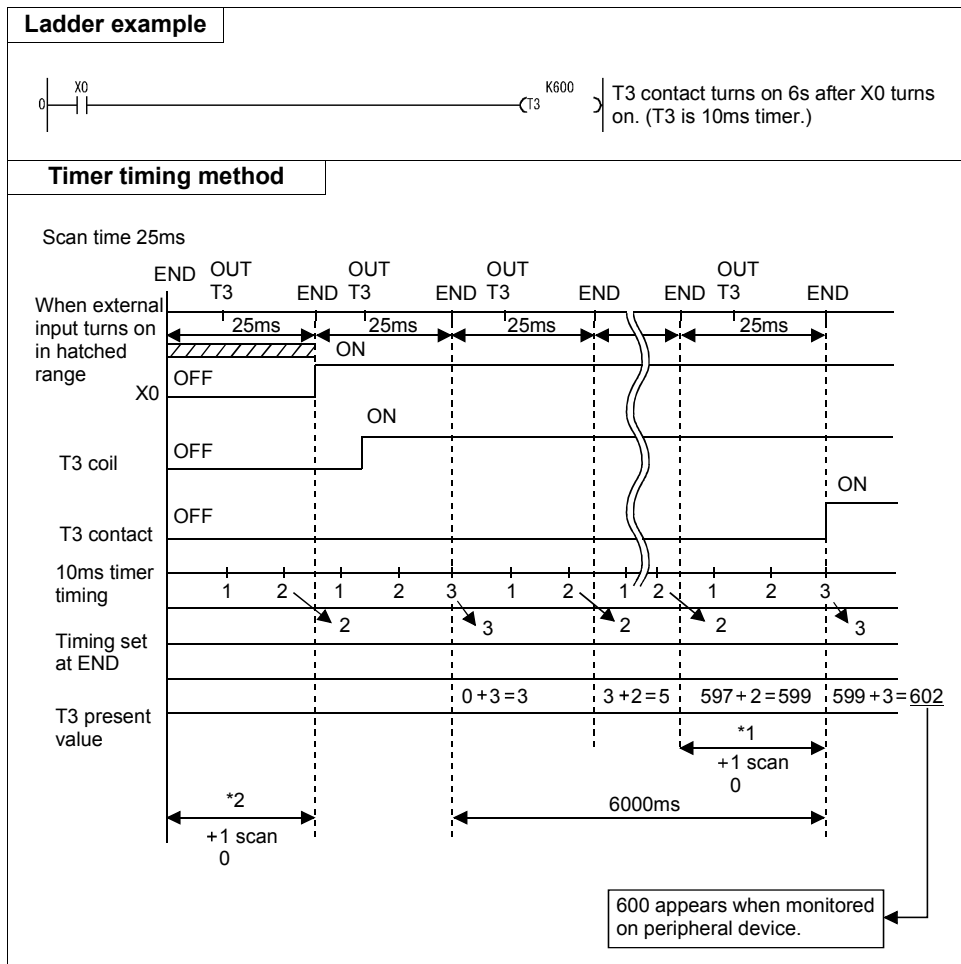 Ladder example
X0
K600
0
T3
T3 contact turns on 6s after X0 turns
on. (T3 is 10ms timer.)
Timer timing method
Scan time 25ms
END OUT T3 END OUT T3 END OUT T3 END END OUT T3 END
When external
input turns on
in hatched
range
25ms 25ms 25ms 25ms
ON
X0 OFF
ON
T3 coil OFF
ON
T3 contact OFF
10ms timer
timing
1 2 1 2 3 1 2 1 2 1 2 3
Timing set
at END
2 3 2 2 3
T3 present
value
0+3=3 3+2=5 597+2=599 599+3=602
*1
+1 scan
0
*2
+1 scan
0
6000ms
600 appears when monitored
on peripheral device.